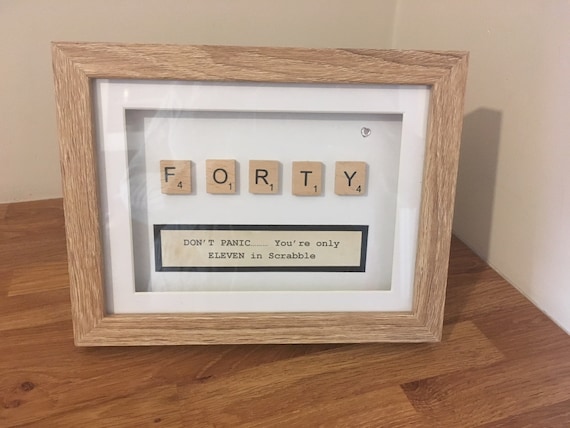 F4 O1 R1 T1 Y4
DON'T PANIC........ You're only
ELEVEN in Scrabble